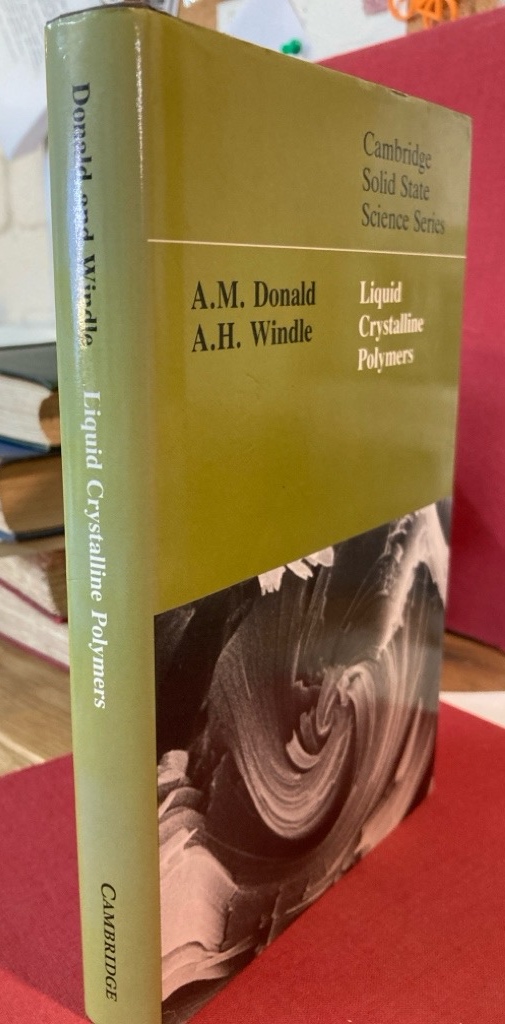 Donald and Windle Liquid Crystalline Polymers CAMBRIDGE
Cambridge
Solid State
Science Series
A.M. Donald
A.H. Windle
Liquid
Crystalline
Polymers